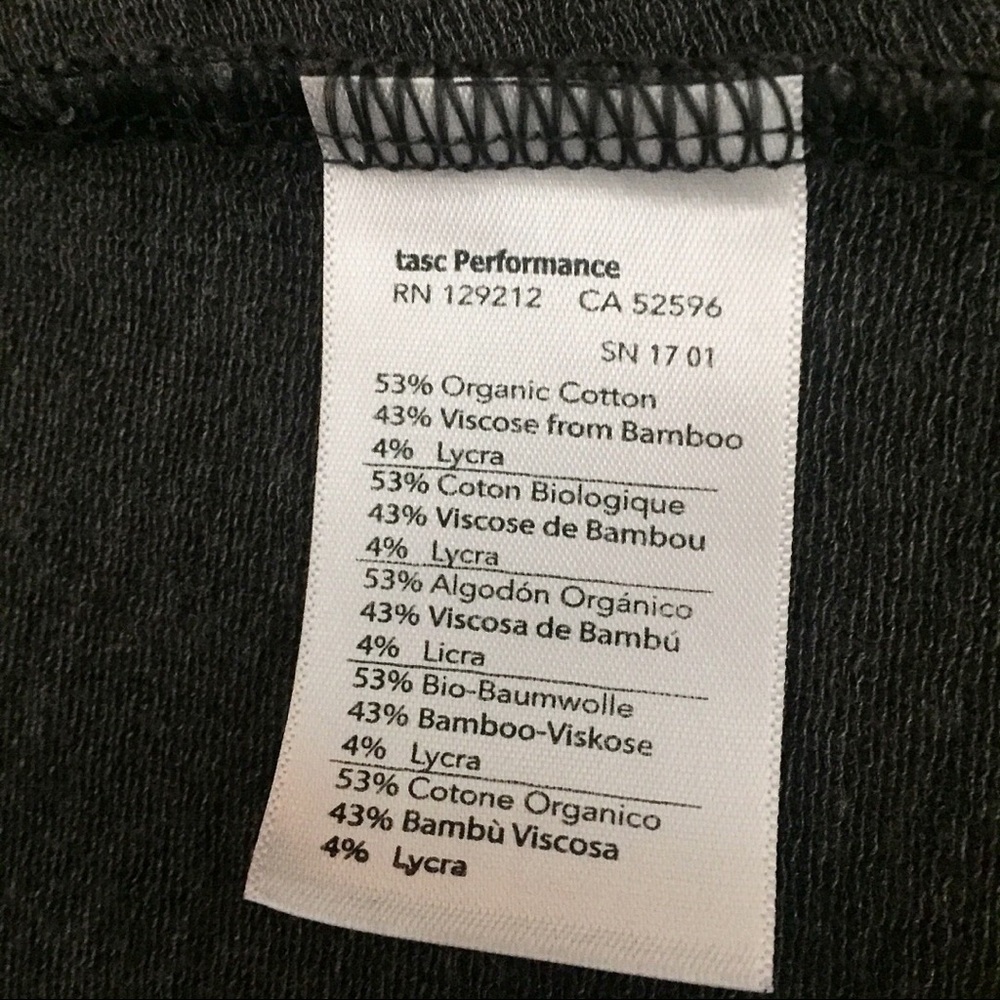 tasc Performance
RN 129212 CA 52596
SN 17 01
53% Organic Cotton
43% Viscose from Bamboo
4% Lycra
53% Coton Biologique
43% Viscose de Bambou
4% Lycra
53% Algodón Orgánico
43% Viscosa de Bambú
4% Licra
53% Bio-Baumwolle
43% Bamboo-Viskose
4% Lycra
53% Cotone Organico
43% Bambù Viscosa
4% Lycra